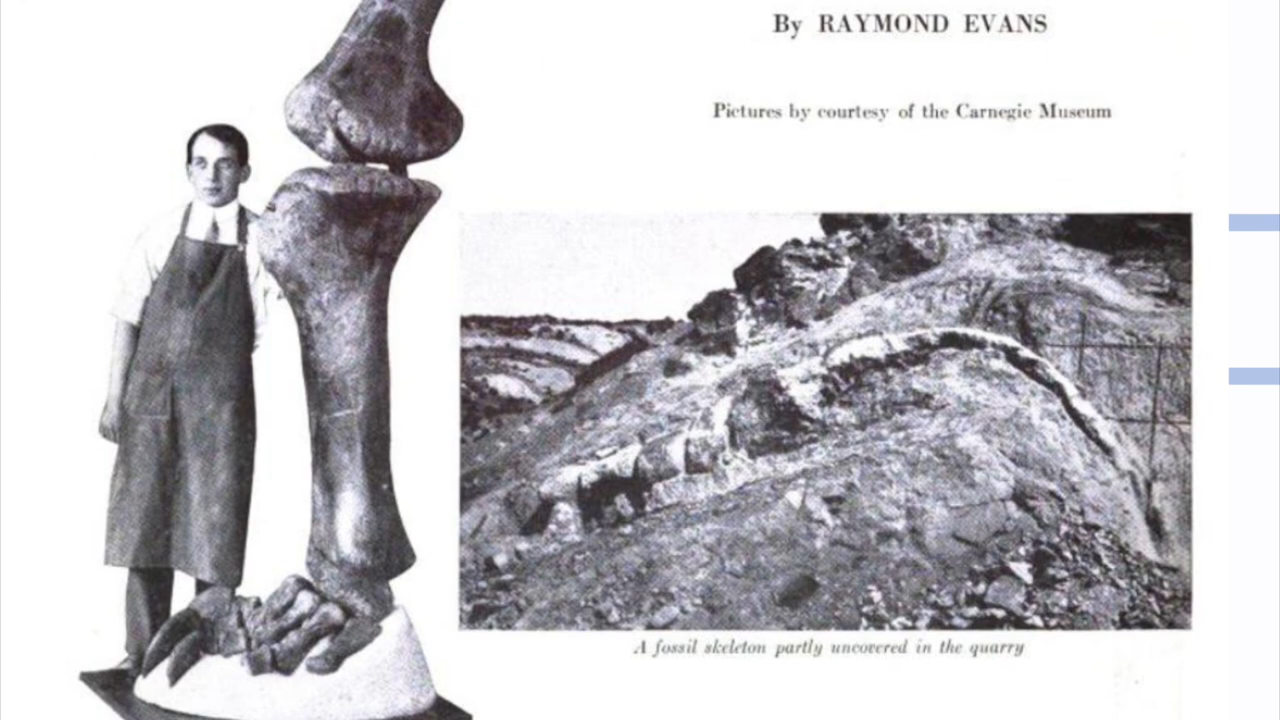 By RAYMOND EVANS
Pictures by courtesy of the Carnegie Museum
A fossil skeleton partly uncovered in the quarry